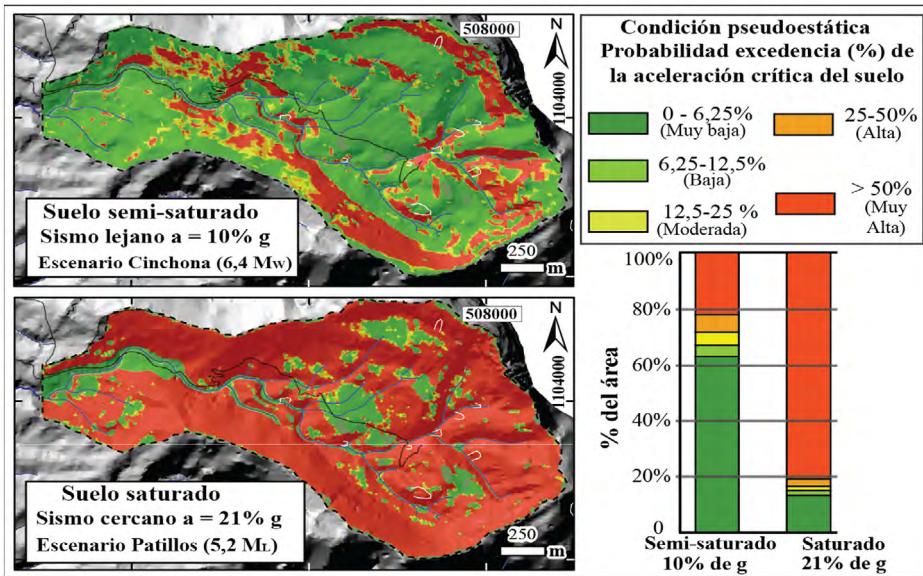 508000
N
1104000
Suelo semi-saturado
Sismo lejano a = 10% g
Escenario Cinchona (6,4 Mw)
250
m
508000
N
1104000
Suelo saturado
Sismo cercano a = 21% g
Escenario Patillos (5,2 ML)
250
m
Condición pseudoestática
Probabilidad excedencia (%) de
la aceleración crítica del suelo
0 - 6,25%
(Muy baja)
6,25-12,5%
(Baja)
12,5-25 %
(Moderada)
25-50%
(Alta)
> 50%
(Muy
Alta)
% del área
100%
80%
60%
40%
20%
0
Semi-saturado
10% de g
Saturado
21% de g